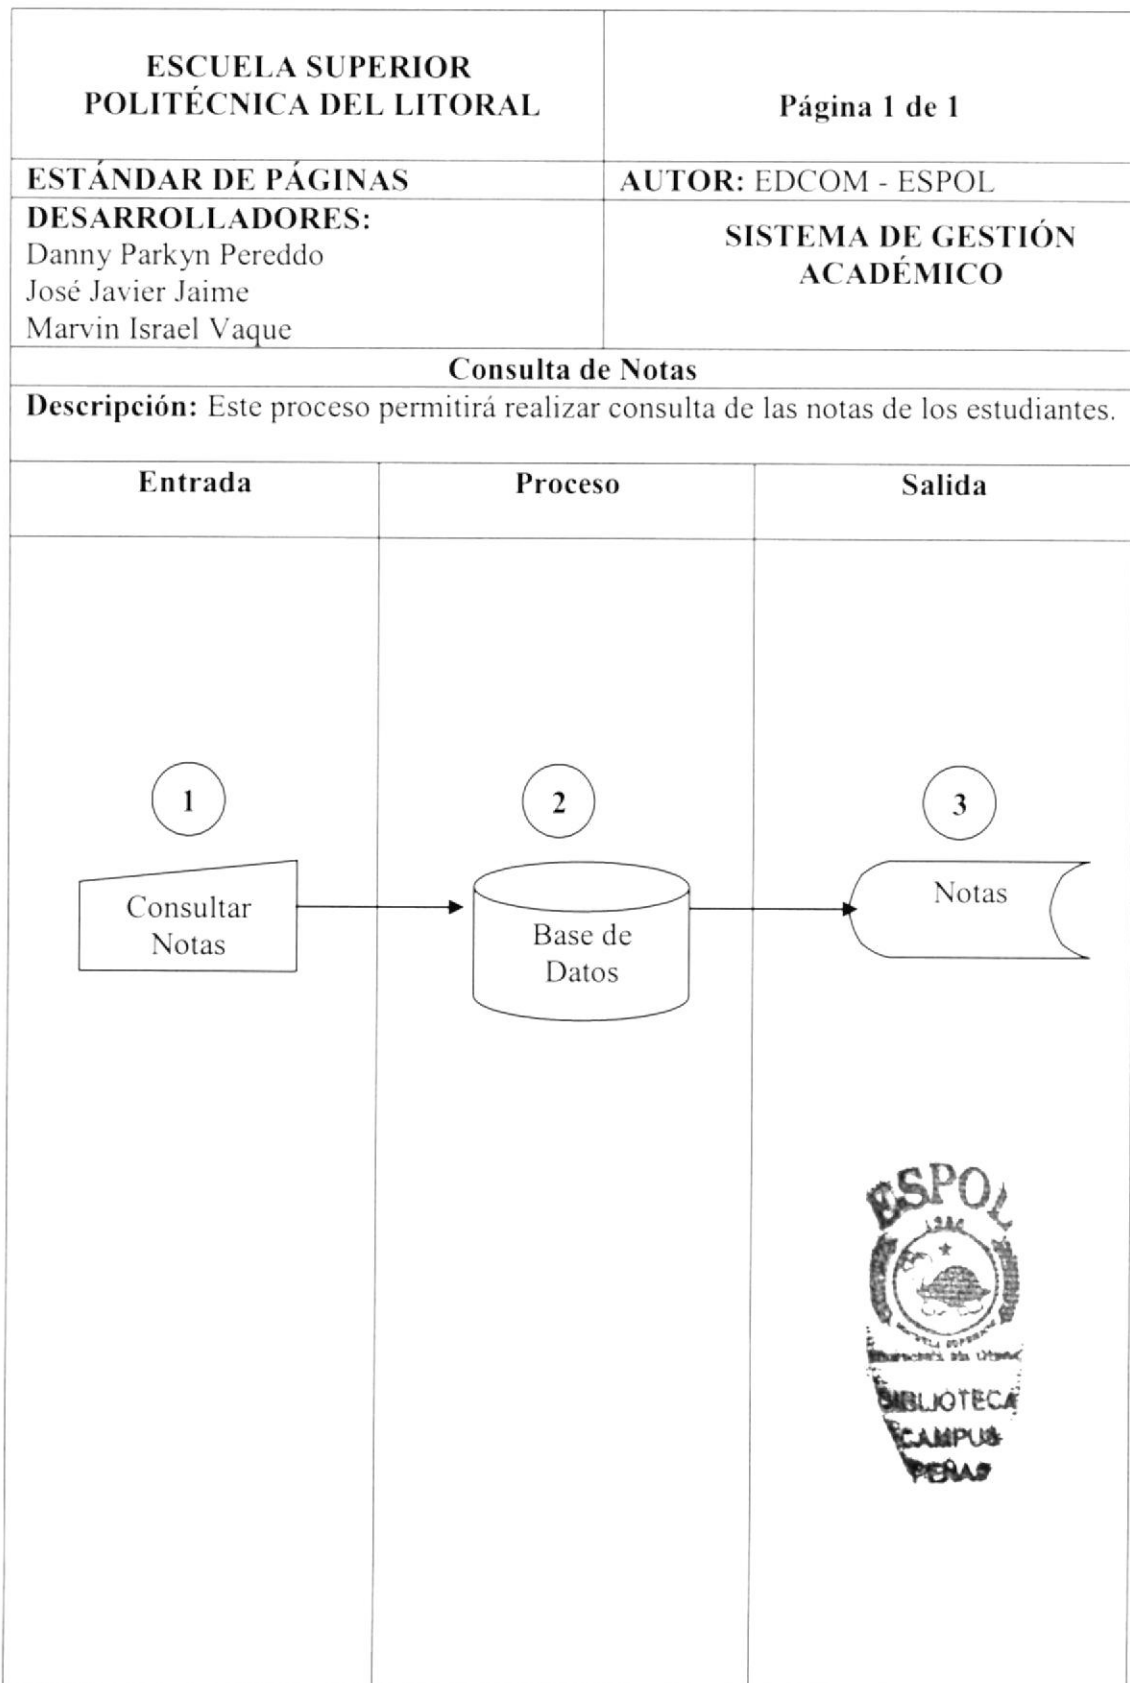 ESCUELA SUPERIOR
POLITÉCNICA DEL LITORAL
Página 1 de 1
ESTÁNDAR DE PÁGINAS
AUTOR: EDCOM - ESPOL
DESARROLLADORES:
Danny Parkyn Pereddo
José Javier Jaime
Marvin Israel Vaque
SISTEMA DE GESTIÓN
ACADÉMICO
Consulta de Notas
Descripción: Este proceso permitirá realizar consulta de las notas de los estudiantes.
Entrada
Proceso
Salida
1
2
3
Consultar
Notas
Base de
Datos
Notas
ESPOL
BIBLIOTECA
CAMPUS
PEÑAS